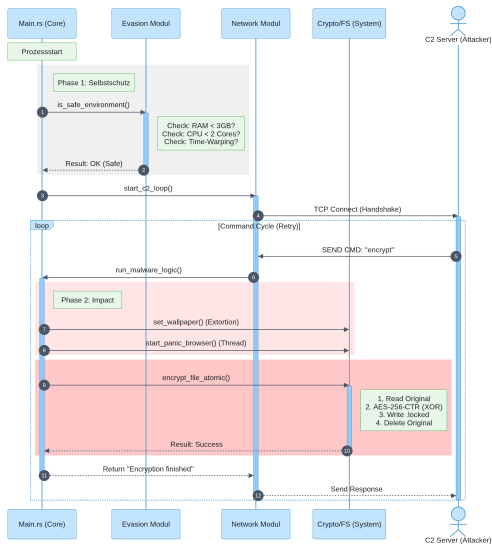 Main.rs (Core)
Evasion Modul
Network Modul
Crypto/FS (System)
C2 Server (Attacker)
Prozessstart
Phase 1: Selbstschutz
1
is_safe_environment()
Check: RAM < 3GB?
Check: CPU < 2 Cores?
Check: Time-Warping?
Result: OK (Safe)
2
3
start_c2_loop()
4
TCP Connect (Handshake)
loop
[Command Cycle (Retry)]
SEND CMD: "encrypt"
5
run_malware_logic()
6
Phase 2: Impact
7
set_wallpaper() (Extortion)
8
start_panic_browser() (Thread)
9
encrypt_file_atomic()
1. Read Original
2. AES-256-CTR (XOR)
3. Write .locked
4. Delete Original
Result: Success
10
11
Return "Encryption finished"
12
Send Response
Main.rs (Core)
Evasion Modul
Network Modul
Crypto/FS (System)
C2 Server (Attacker)